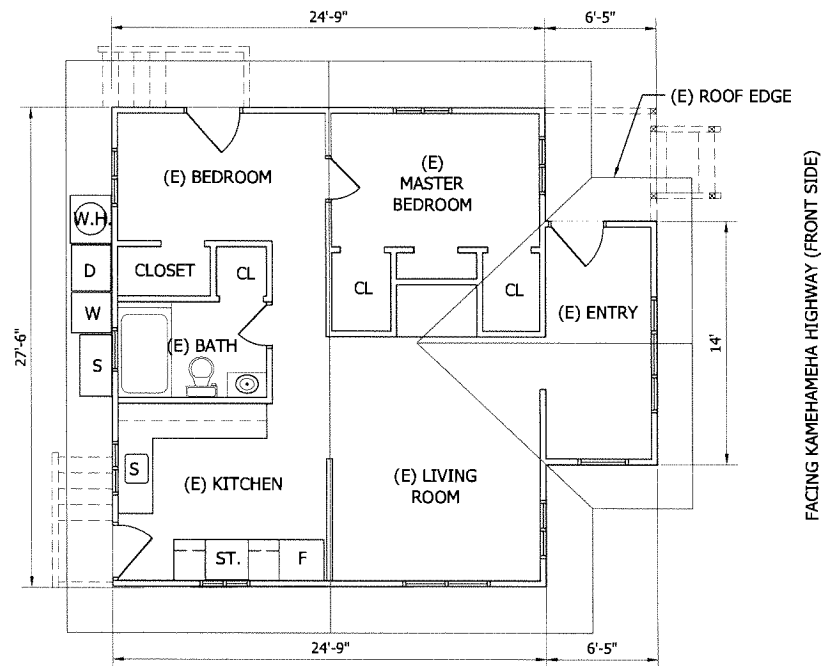 24'-9"
6'-5"
(E) ROOF EDGE
(E) BEDROOM
(E)
MASTER
BEDROOM
W.H.
D
CLOSET
CL
CL
CL
(E) ENTRY
W
(E) BATH
S
27'-6"
14'
FACING KAMEHAMEHA HIGHWAY (FRONT SIDE)
S
(E) KITCHEN
(E) LIVING
ROOM
ST.
F
24'-9"
6'-5"